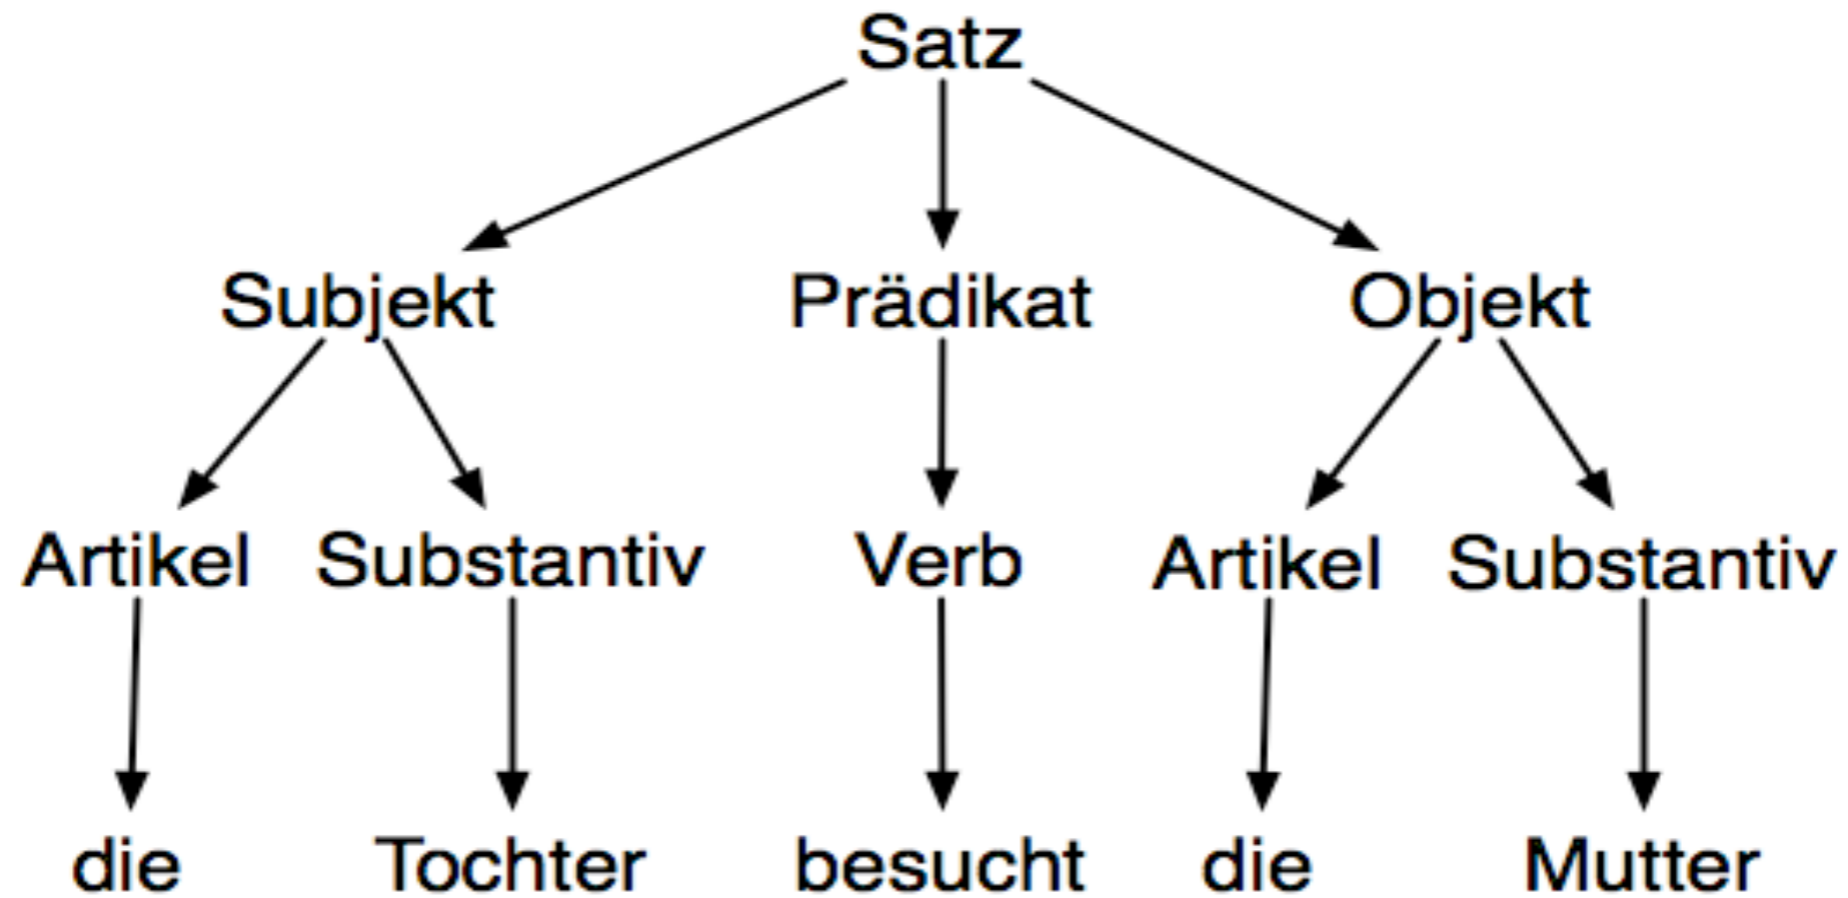 Satz
Subjekt Prädikat Objekt
Artikel Substantiv Verb Artikel Substantiv
die Tochter besucht die Mutter